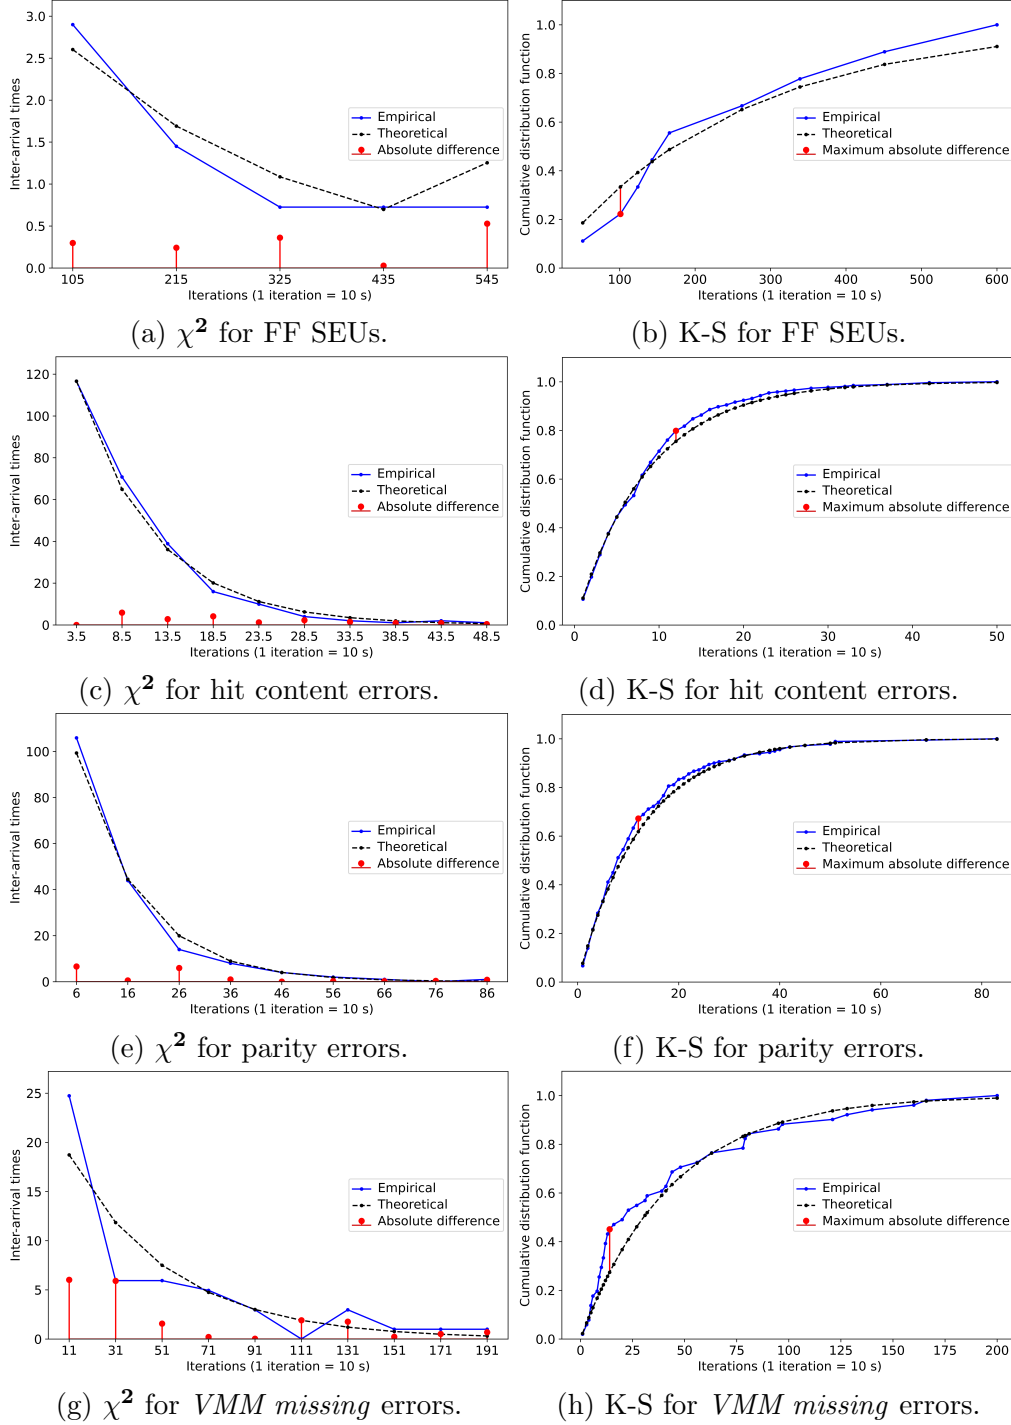 3.0
2.5
2.0
1.5
1.0
0.5
0.0
Inter-arrival times
Empirical
Theoretical
Absolute difference
105 215 325 435 545
Iterations (1 iteration = 10 s)
(a) χ² for FF SEUs.
1.0
0.8
0.6
0.4
0.2
0.0
Cumulative distribution function
Empirical
Theoretical
Maximum absolute difference
100 200 300 400 500 600
Iterations (1 iteration = 10 s)
(b) K-S for FF SEUs.
120
100
80
60
40
20
0
Inter-arrival times
Empirical
Theoretical
Absolute difference
3.5 8.5 13.5 18.5 23.5 28.5 33.5 38.5 43.5 48.5
Iterations (1 iteration = 10 s)
(c) χ² for hit content errors.
1.0
0.8
0.6
0.4
0.2
0.0
Cumulative distribution function
Empirical
Theoretical
Maximum absolute difference
0 10 20 30 40 50
Iterations (1 iteration = 10 s)
(d) K-S for hit content errors.
100
80
60
40
20
0
Inter-arrival times
Empirical
Theoretical
Absolute difference
6 16 26 36 46 56 66 76 86
Iterations (1 iteration = 10 s)
(e) χ² for parity errors.
1.0
0.8
0.6
0.4
0.2
0.0
Cumulative distribution function
Empirical
Theoretical
Maximum absolute difference
0 20 40 60 80
Iterations (1 iteration = 10 s)
(f) K-S for parity errors.
25
20
15
10
5
0
Inter-arrival times
Empirical
Theoretical
Absolute difference
11 31 51 71 91 111 131 151 171 191
Iterations (1 iteration = 10 s)
(g) χ² for VMM missing errors.
1.0
0.8
0.6
0.4
0.2
0.0
Cumulative distribution function
Empirical
Theoretical
Maximum absolute difference
0 25 50 75 100 125 150 175 200
Iterations (1 iteration = 10 s)
(h) K-S for VMM missing errors.